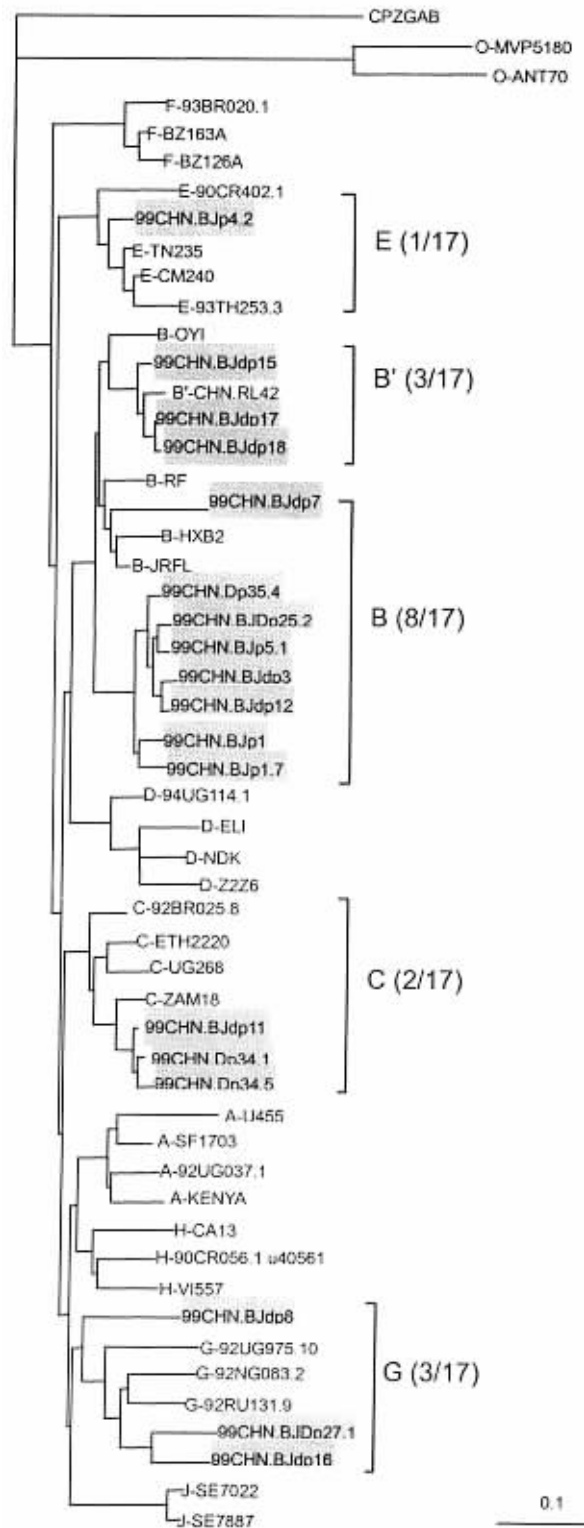 CPZGAB
O-MVP5180
O-ANT70
F-93BR020.1
F-BZ163A
F-BZ126A
E-90CR402.1
99CHN.BJp4.2
E (1/17)
E-TN235
E-CM240
E-93TH253.3
B-OYI
99CHN.BJdp15
B' (3/17)
B'-CHN.RL42
99CHN.BJdp17
99CHN.BJdp18
B-RF
99CHN.BJdp7
B-HXB2
B-JRFL
99CHN.Dp35.4
B (8/17)
99CHN.BJDp25.2
99CHN.BJp5.1
99CHN.BJdp3
99CHN.BJdp12
99CHN.BJp1
99CHN.BJp1.7
D-94UG114.1
D-ELI
D-NDK
D-Z2Z6
C-92BR025.8
C-ETH2220
C-UG268
C (2/17)
C-ZAM18
99CHN.BJdp11
99CHN.Dp34.1
99CHN.Dp34.5
A-U455
A-SF1703
A-92UG037.1
A-KENYA
H-CA13
H-90CR056.1 u40561
H-VI557
99CHN.BJdp8
G-92UG975.10
G (3/17)
G-92NG083.2
G-92RU131.9
99CHN.BJDp27.1
99CHN.BJdp16
J-SE7022
0.1
J-SE7887